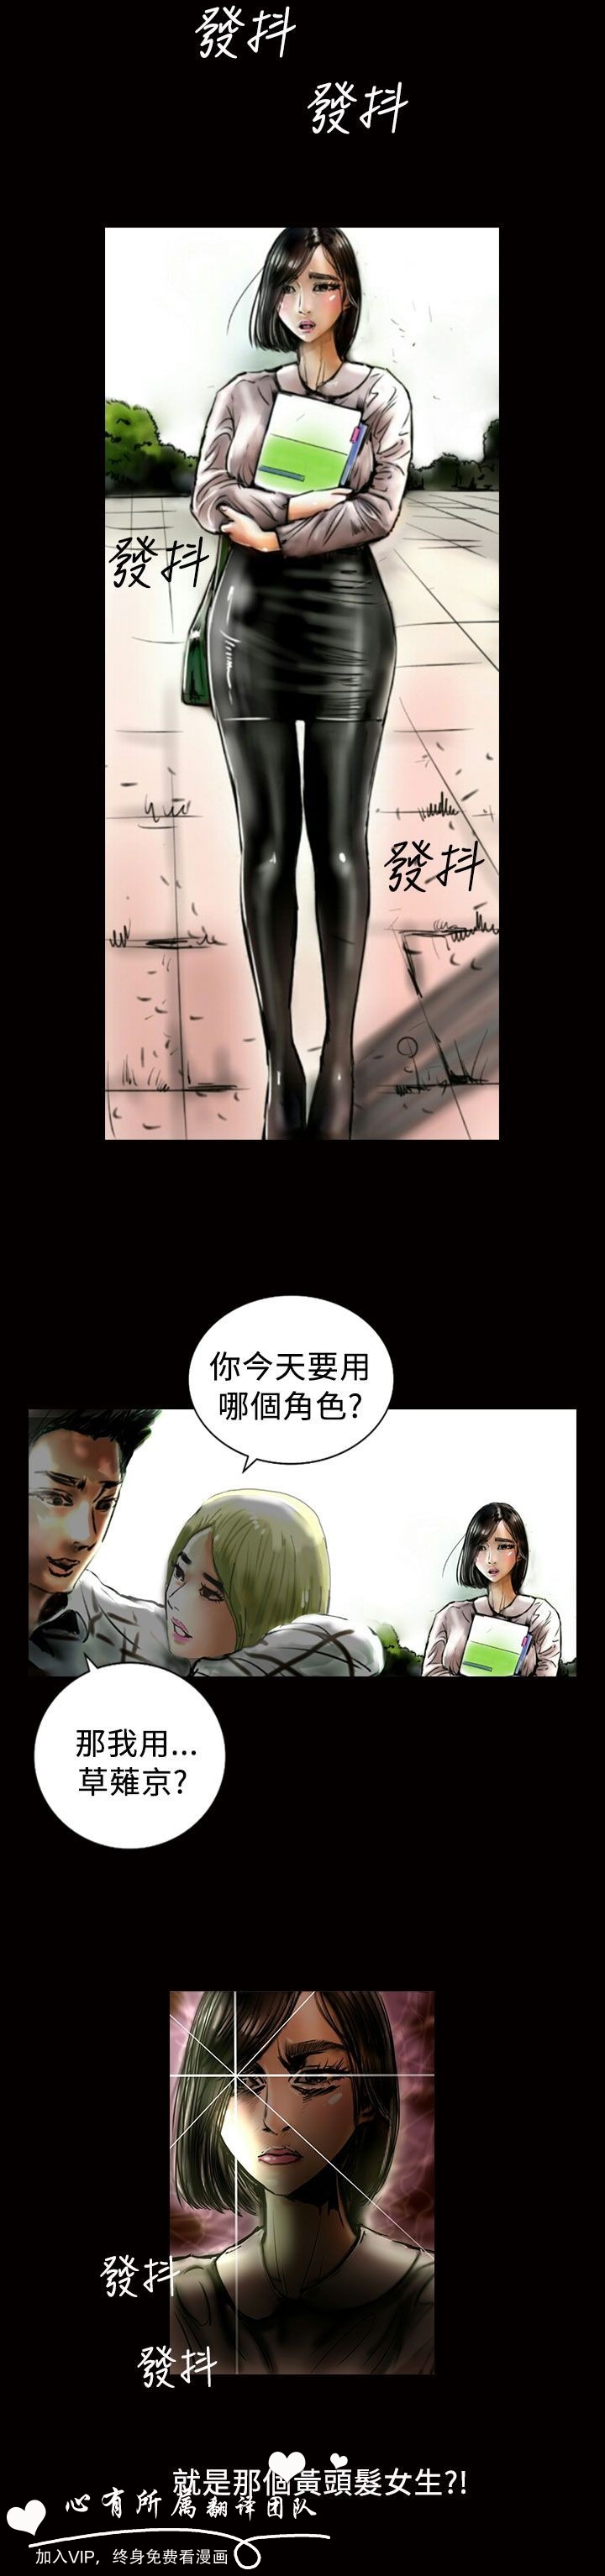 發抖
發抖
發抖
發抖
你今天要用
哪個角色?
那我用...
草薙京?
發抖
發抖
就是那個黃頭髮女生?!
心有所属翻译团队
加入VIP，终身免费看漫画